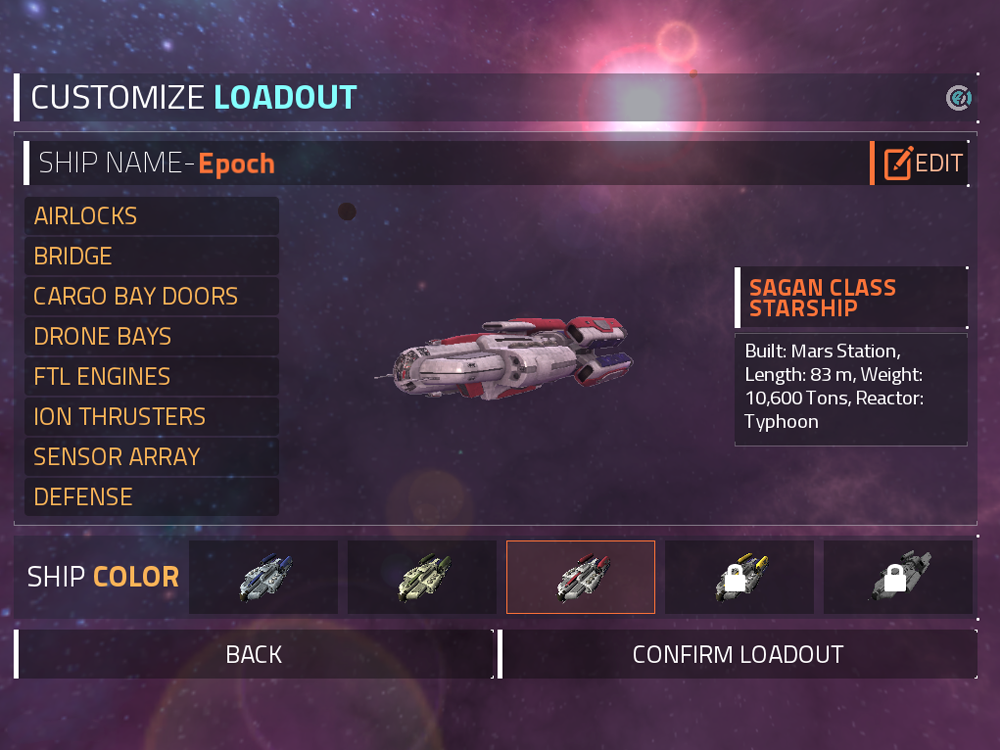 CUSTOMIZE LOADOUT
SHIP NAME-Epoch
EDIT
AIRLOCKS
BRIDGE
CARGO BAY DOORS
DRONE BAYS
FTL ENGINES
ION THRUSTERS
SENSOR ARRAY
DEFENSE
SAGAN CLASS
STARSHIP
Built: Mars Station,
Length: 83 m, Weight:
10,600 Tons, Reactor:
Typhoon
SHIP COLOR
BACK
CONFIRM LOADOUT